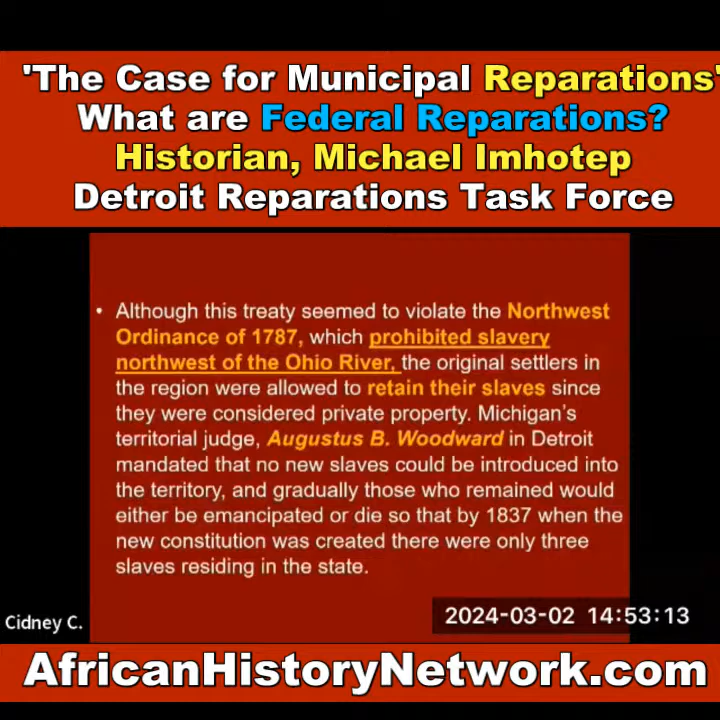 'The Case for Municipal Reparations'
What are Federal Reparations?
Historian, Michael Imhotep
Detroit Reparations Task Force
• Although this treaty seemed to violate the Northwest
Ordinance of 1787, which prohibited slavery
northwest of the Ohio River, the original settlers in
the region were allowed to retain their slaves since
they were considered private property. Michigan's
territorial judge, Augustus B. Woodward in Detroit
mandated that no new slaves could be introduced into
the territory, and gradually those who remained would
either be emancipated or die so that by 1837 when the
new constitution was created there were only three
slaves residing in the state.
Cidney C.
2024-03-02 14:53:13
AfricanHistoryNetwork.com